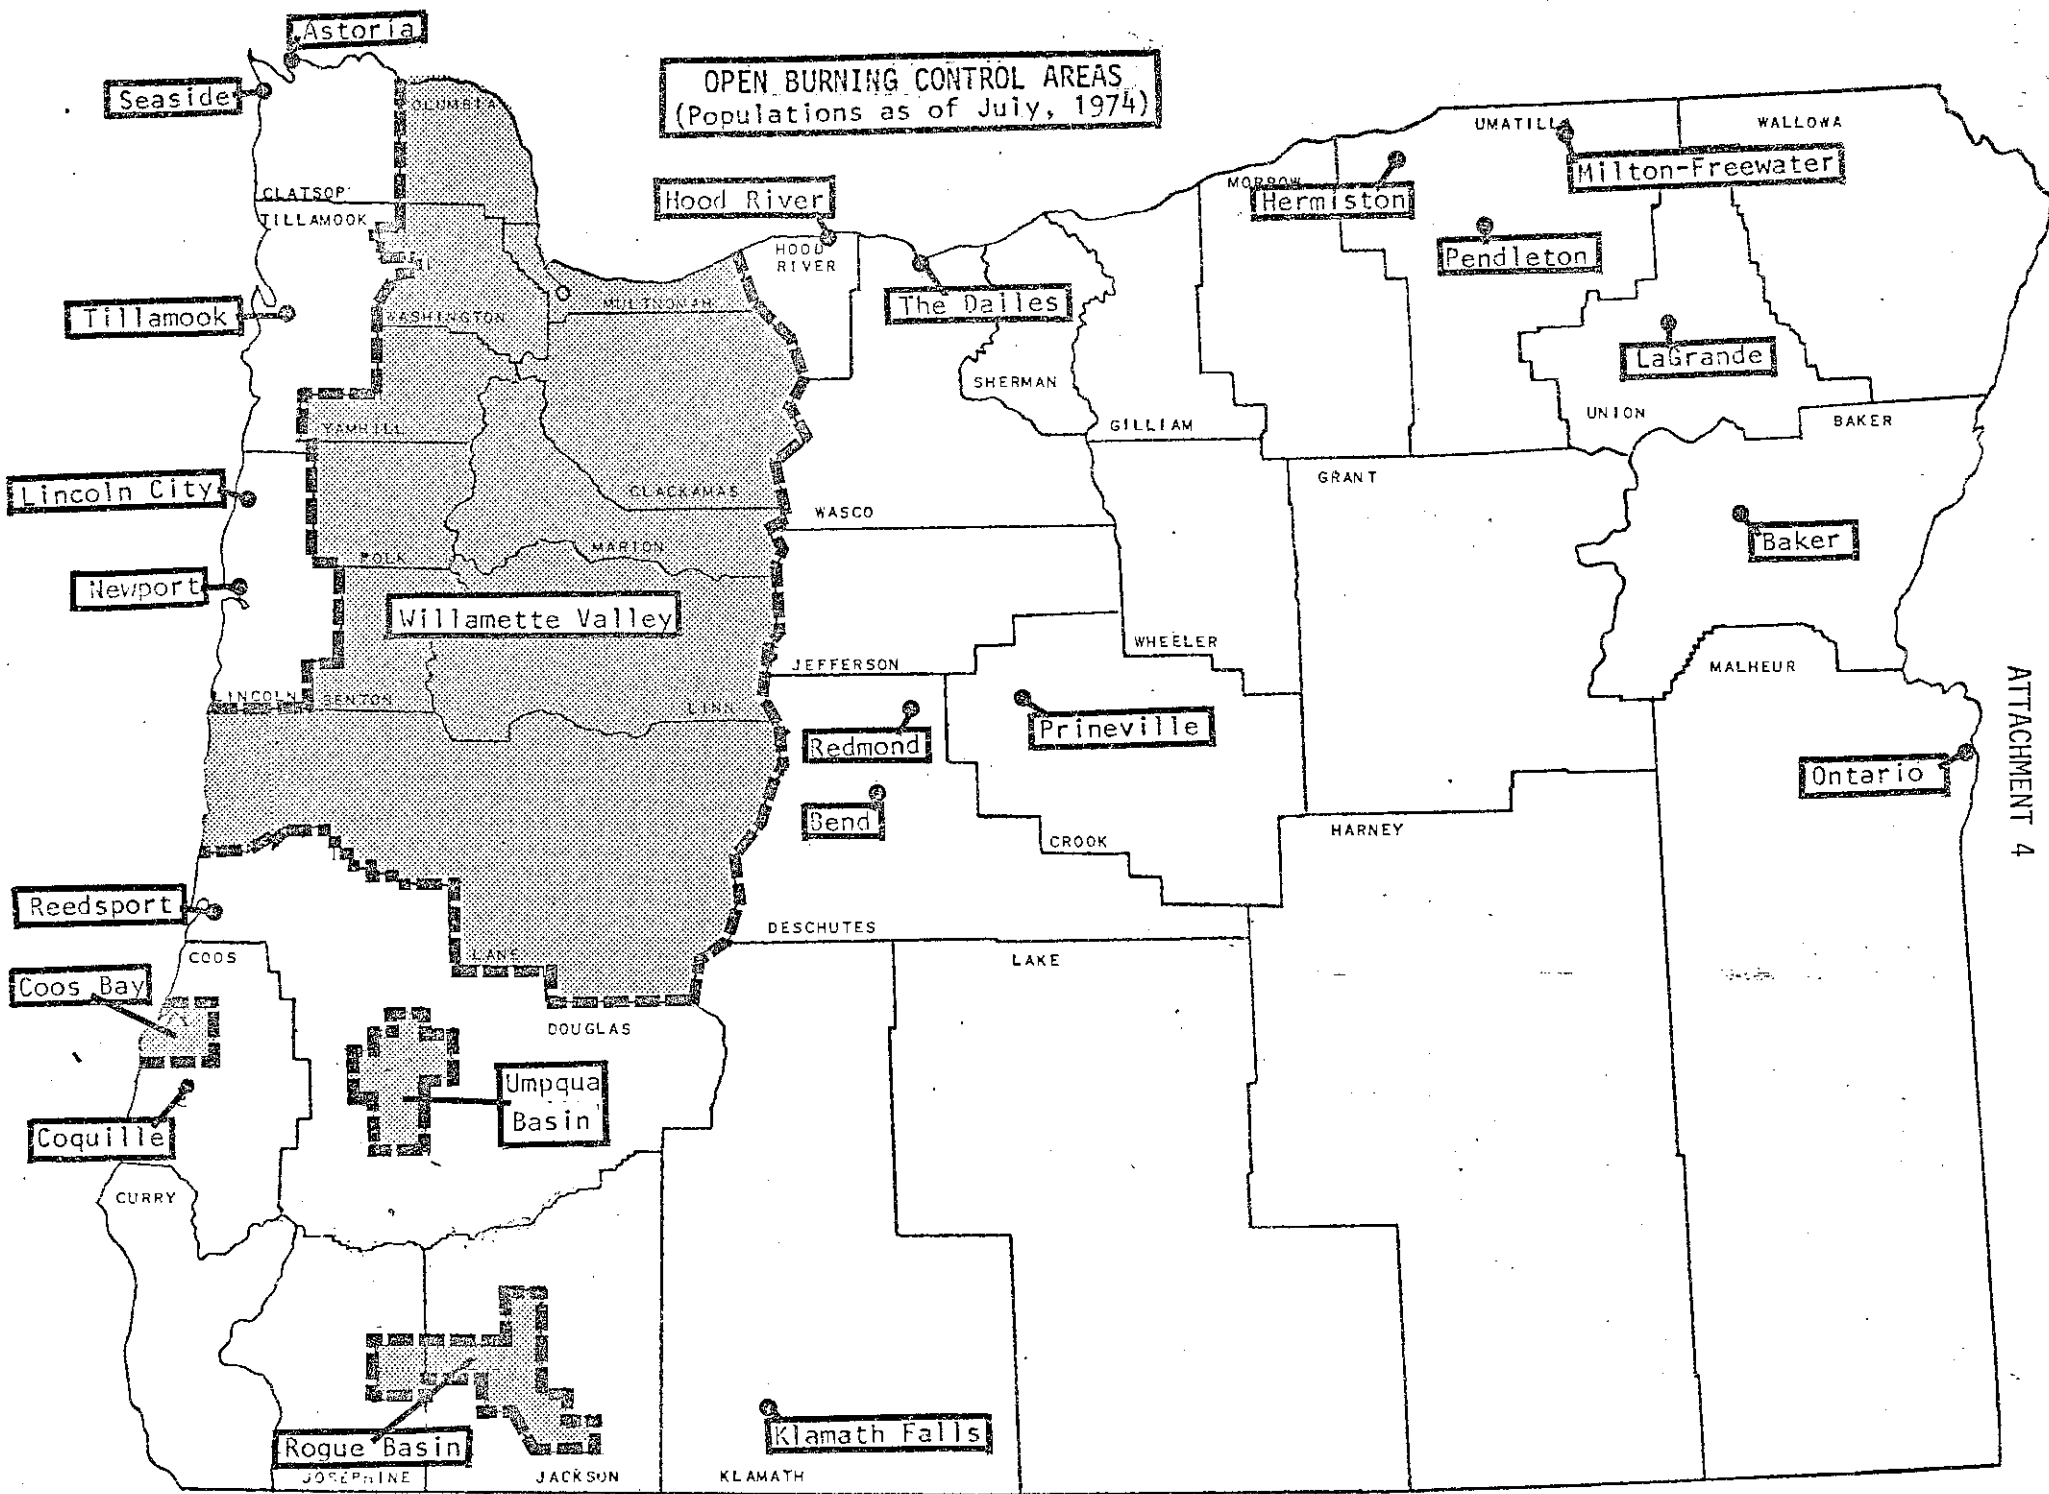 Astoria
OPEN BURNING CONTROL AREAS
(Populations as of July, 1974)
Seaside
COLUMBIA
UMATILLA
WALLOWA
Milton-Freewater
Hood River
MORROW
Hermiston
CLATSOP
TILLAMOOK
HOOD
RIVER
Pendleton
Tillamook
MULTNOMAH
WASHINGTON
The Dalles
LaGrande
SHERMAN
YAMHILL
GILLIAM
UNION
BAKER
Lincoln City
CLACKAMAS
GRANT
WASCO
POLK
MARION
Baker
Newport
Willamette Valley
WHEELER
JEFFERSON
MALHEUR
ATTACHMENT 4
LINCOLN
BENTON
LINN
Redmond
Prineville
Ontario
Bend
HARNEY
CROOK
Reedsport
DESCHUTES
LANE
COOS
LAKE
Coos Bay
DOUGLAS
Umpqua
Basin
Coquille
CURRY
Rogue Basin
Klamath Falls
JOSEPHINE
JACKSON
KLAMATH